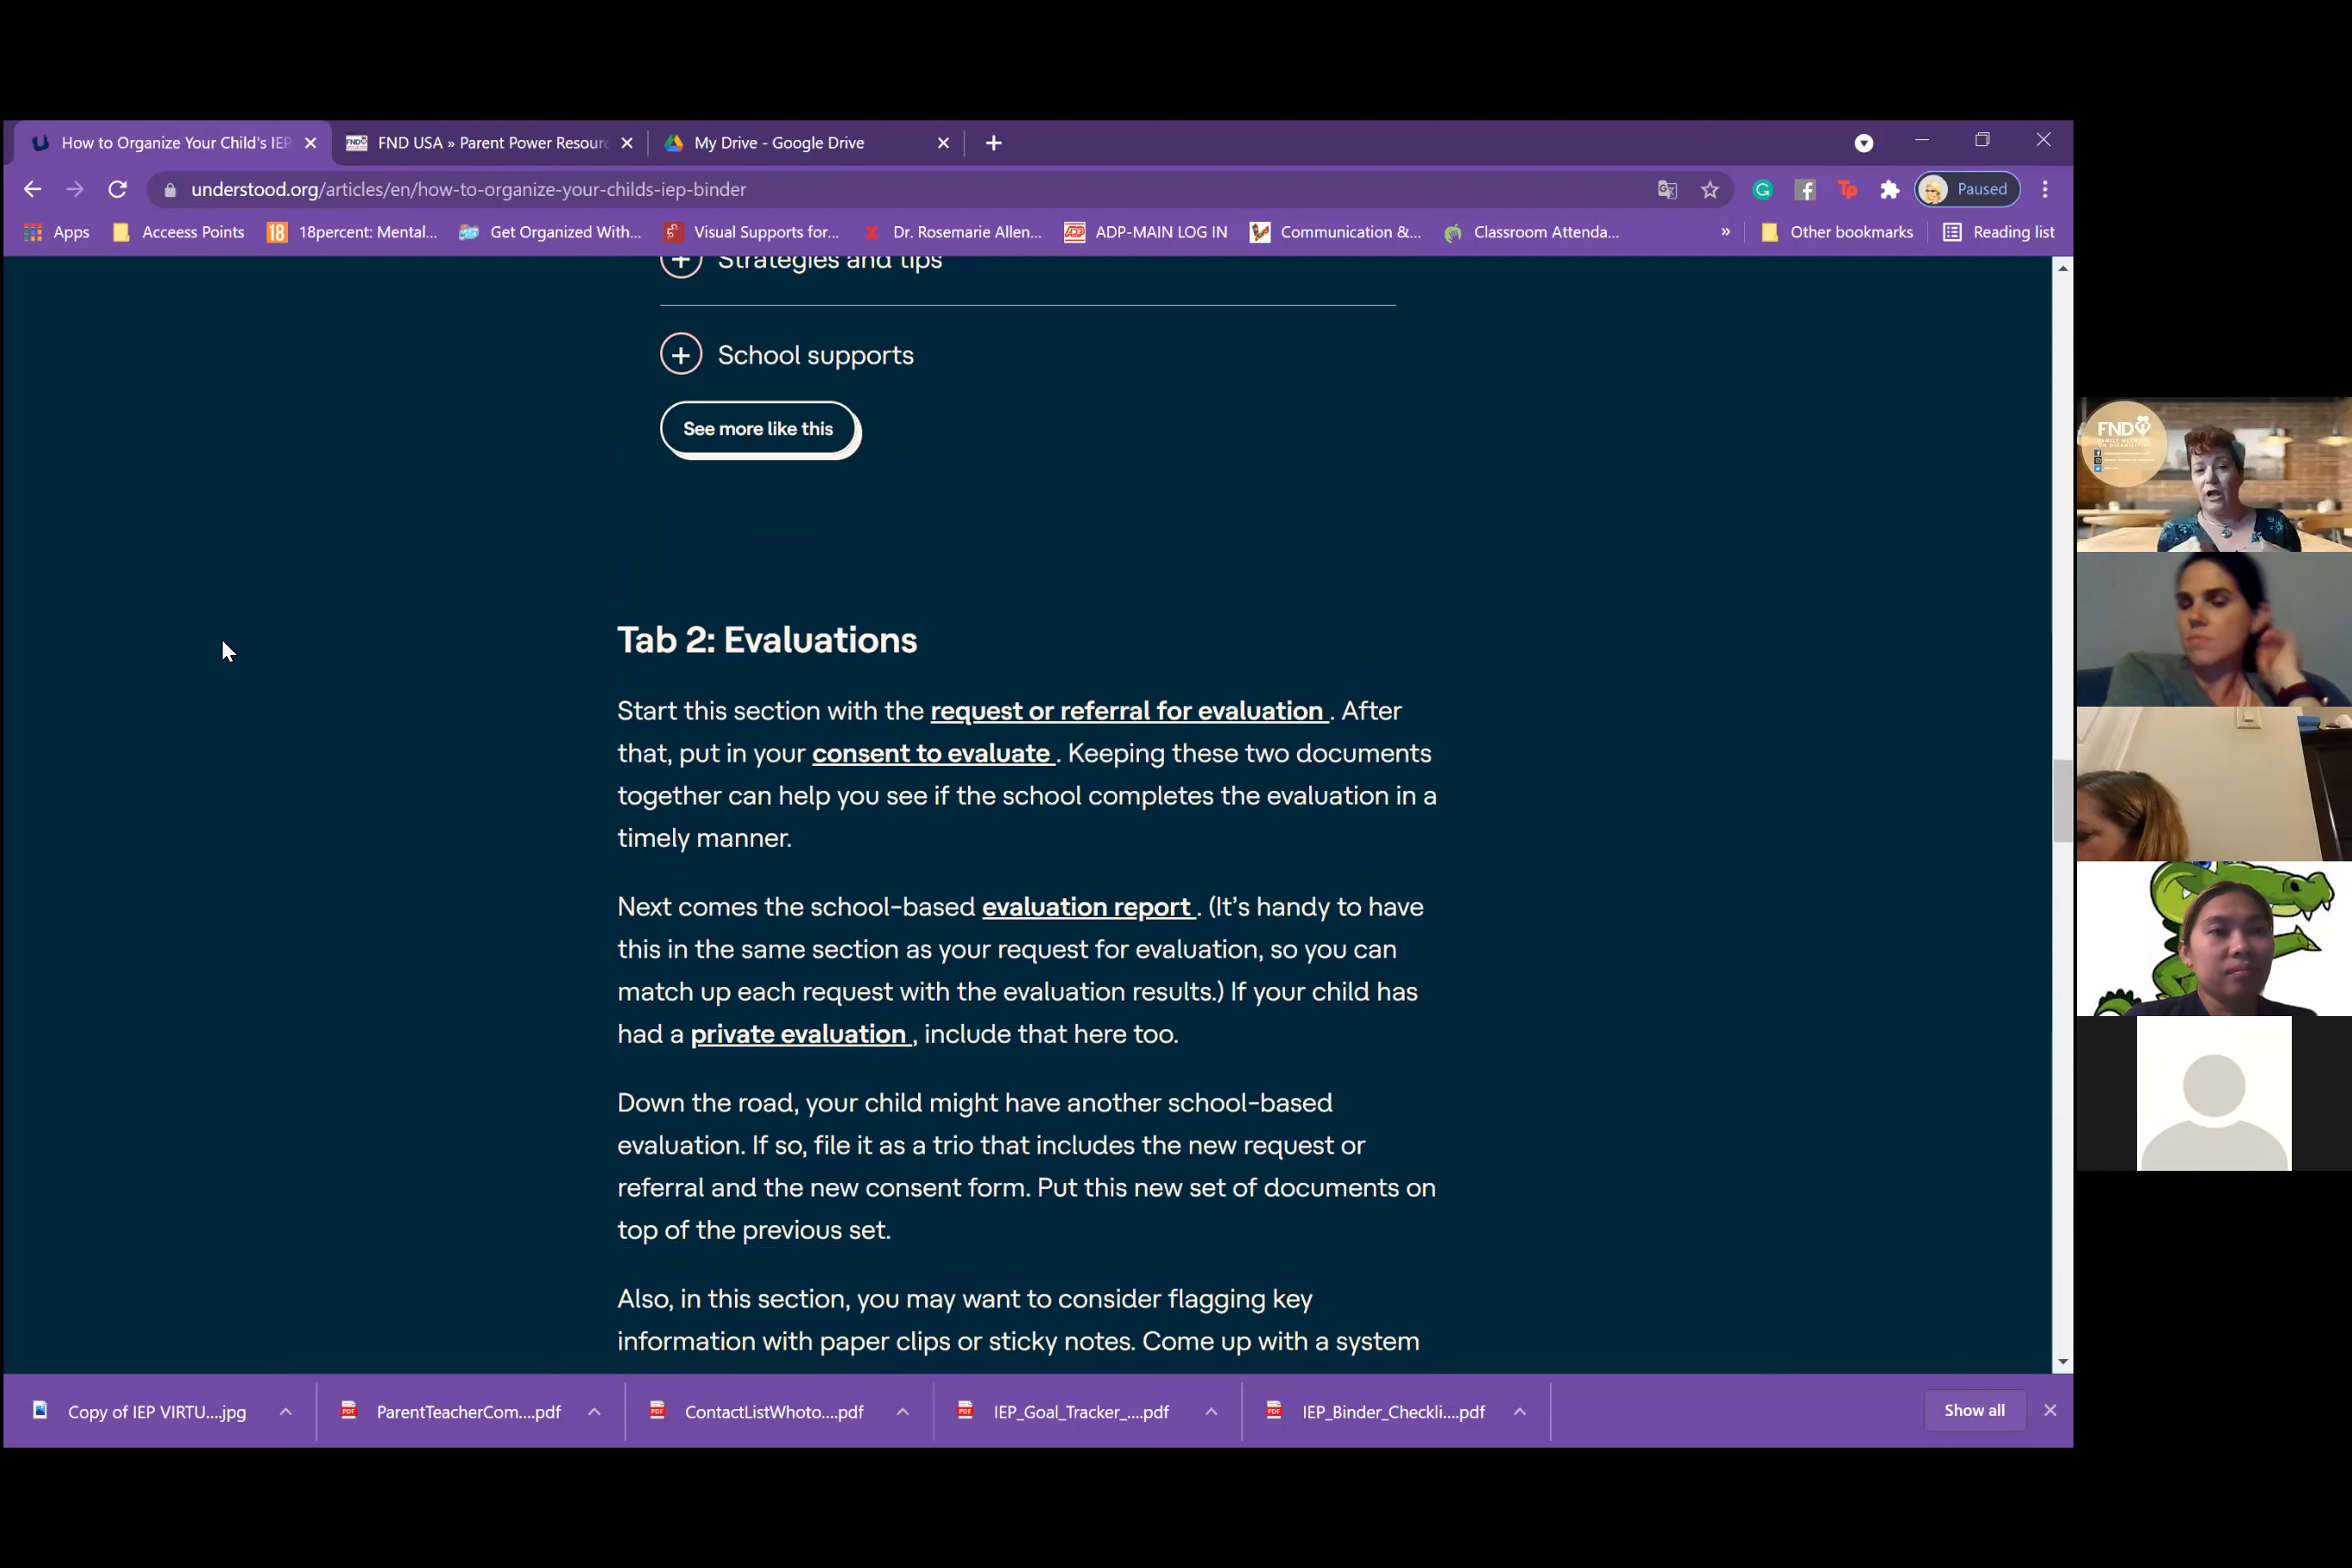 How to Organize Your Child's IEP
FND USA » Parent Power Resour
My Drive - Google Drive
understood.org/articles/en/how-to-organize-your-childs-iep-binder
Paused
Apps
Acceess Points
18percent: Mental...
Get Organized With...
Visual Supports for...
Dr. Rosemarie Allen...
ADP-MAIN LOG IN
Communication &...
Classroom Attenda...
»
Other bookmarks
Reading list
Strategies and tips
School supports
See more like this
Tab 2: Evaluations
Start this section with the request or referral for evaluation . After
that, put in your consent to evaluate . Keeping these two documents
together can help you see if the school completes the evaluation in a
timely manner.
Next comes the school-based evaluation report . (It’s handy to have
this in the same section as your request for evaluation, so you can
match up each request with the evaluation results.) If your child has
had a private evaluation , include that here too.
Down the road, your child might have another school-based
evaluation. If so, file it as a trio that includes the new request or
referral and the new consent form. Put this new set of documents on
top of the previous set.
Also, in this section, you may want to consider flagging key
information with paper clips or sticky notes. Come up with a system
Copy of IEP VIRTU....jpg
ParentTeacherCom....pdf
ContactListWhoto....pdf
IEP_Goal_Tracker_....pdf
IEP_Binder_Checkli....pdf
Show all
FND
FAMILY NETWORK
ON DISABILITIES